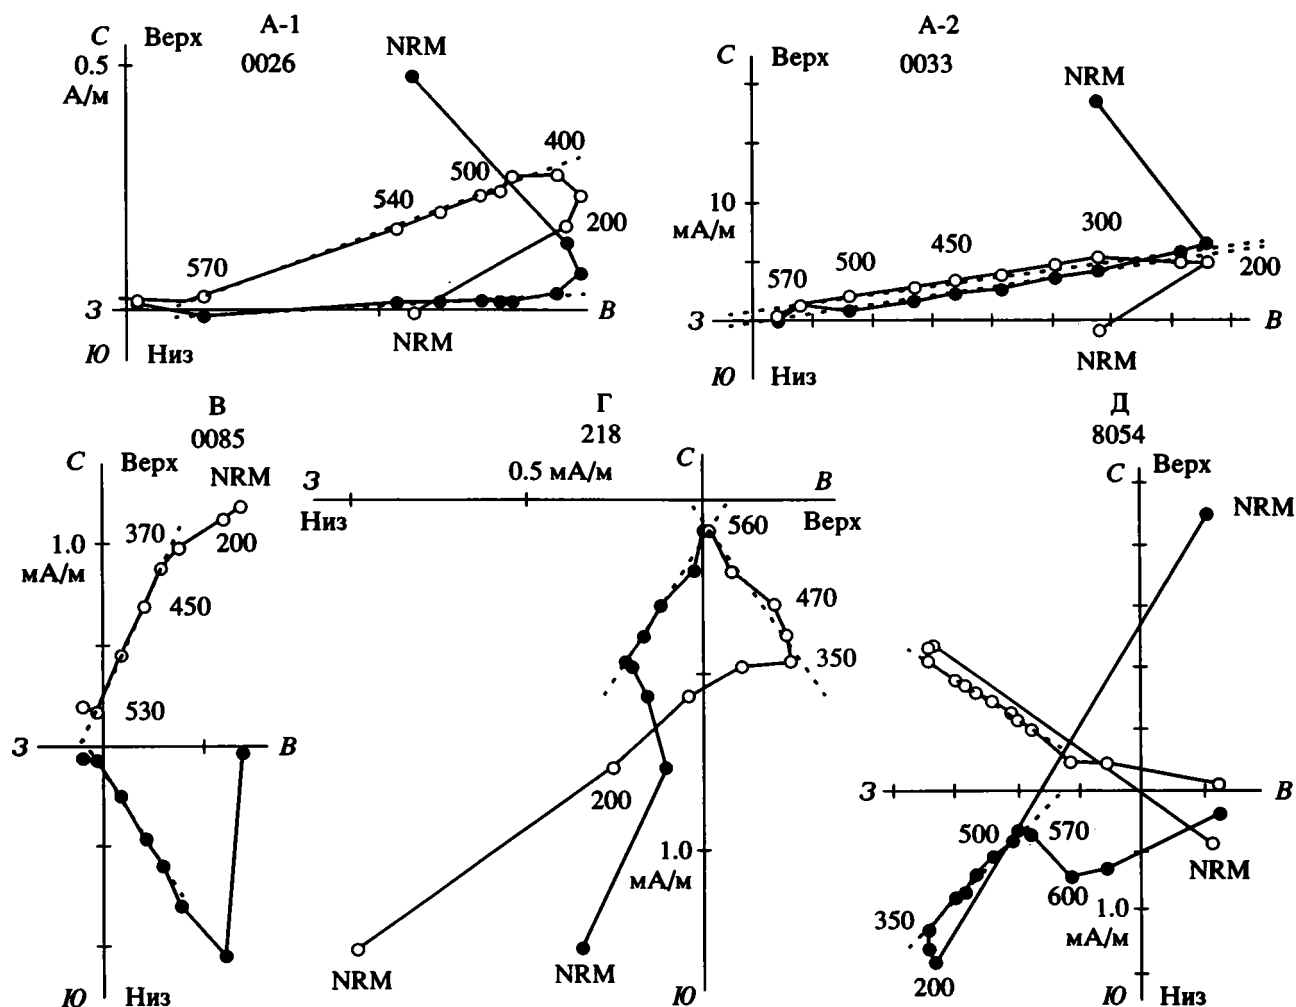 А-1
0026
С Верх
0.5
А/м
NRM
400
500
540
200
570
З
В
NRM
Ю Низ
А-2
0033
С Верх
NRM
10
мА/м
300
450
500
570
200
З
В
NRM
Ю Низ
В
0085
С Верх
NRM
370
200
1.0
мА/м
450
530
З
В
Ю Низ
Г
218
С
0.5 мА/м
З
В
Низ
Верх
560
470
350
200
1.0
мА/м
NRM
NRM
Ю
Д
8054
С Верх
NRM
З
В
500
570
NRM
600
350
1.0
мА/м
200
Ю Низ